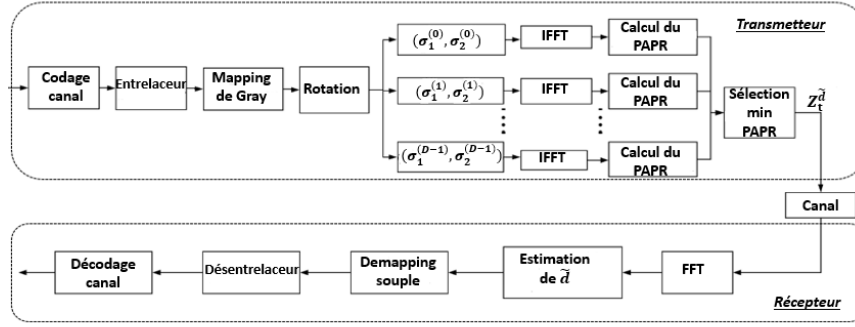 Transmetteur
Codage
canal
Entrelaceur
Mapping
de Gray
Rotation
(σ₁⁽⁰⁾, σ₂⁽⁰⁾)
IFFT
Calcul du
PAPR
(σ₁⁽¹⁾, σ₂⁽¹⁾)
IFFT
Calcul du
PAPR
(σ₁⁽ᴰ⁻¹⁾, σ₂⁽ᴰ⁻¹⁾)
IFFT
Calcul du
PAPR
Sélection
min
PAPR
Z_t^d̃
Canal
Décodage
canal
Désentrelaceur
Demapping
souple
Estimation
de d̃
FFT
Récepteur